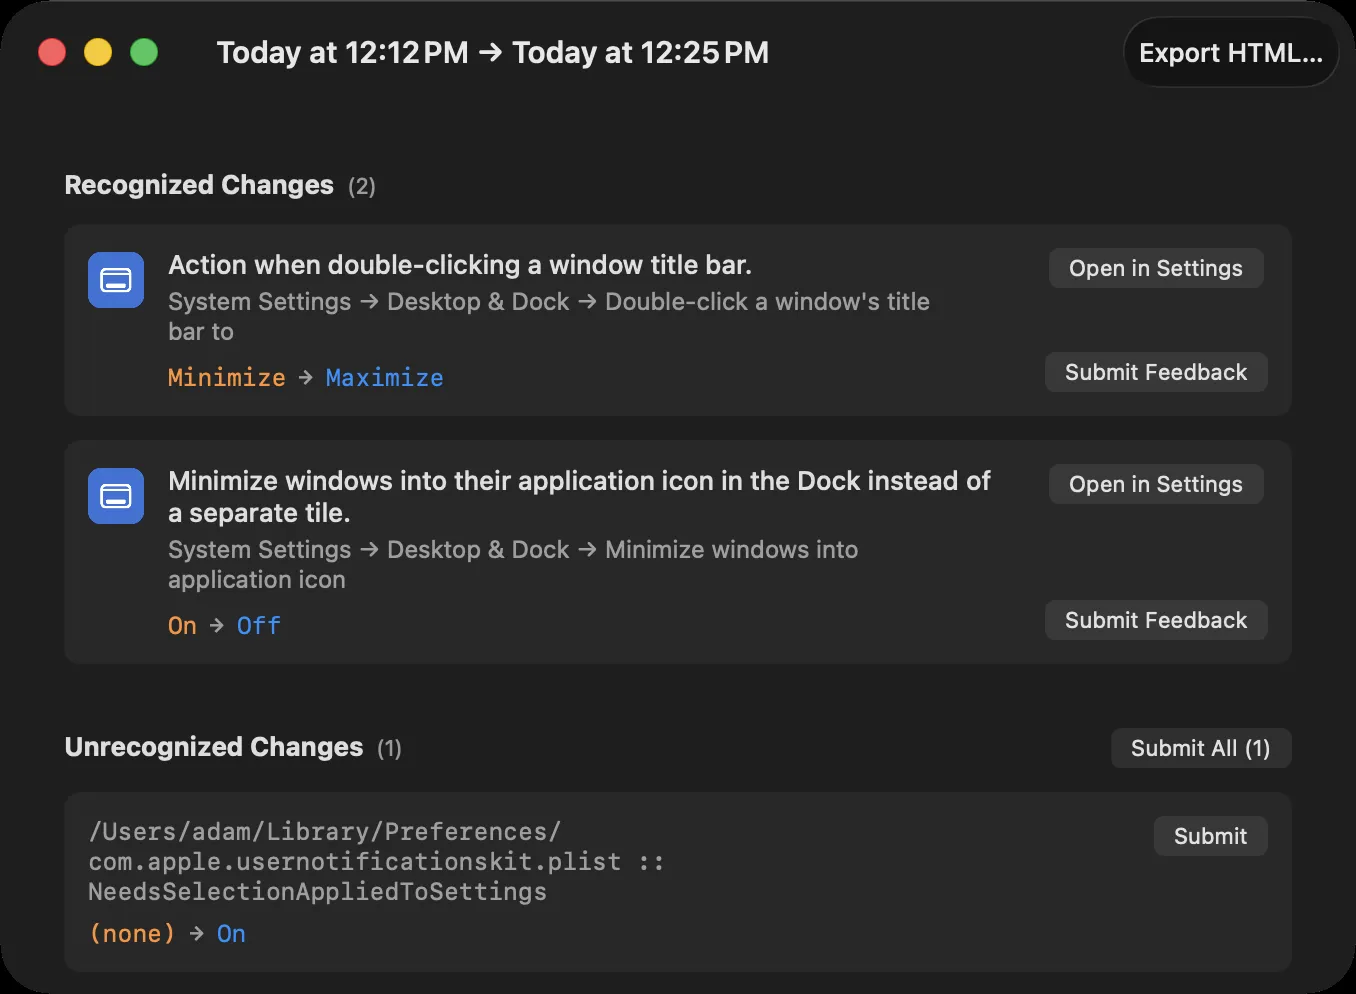 Today at 12:12 PM → Today at 12:25 PM
Export HTML...
Recognized Changes (2)
Action when double-clicking a window title bar.
Open in Settings
System Settings → Desktop & Dock → Double-click a window's title
bar to
Minimize → Maximize
Submit Feedback
Minimize windows into their application icon in the Dock instead of
a separate tile.
Open in Settings
System Settings → Desktop & Dock → Minimize windows into
application icon
On → Off
Submit Feedback
Unrecognized Changes (1)
Submit All (1)
/Users/adam/Library/Preferences/
com.apple.usernotificationskit.plist ::
NeedsSelectionAppliedToSettings
Submit
(none) → On